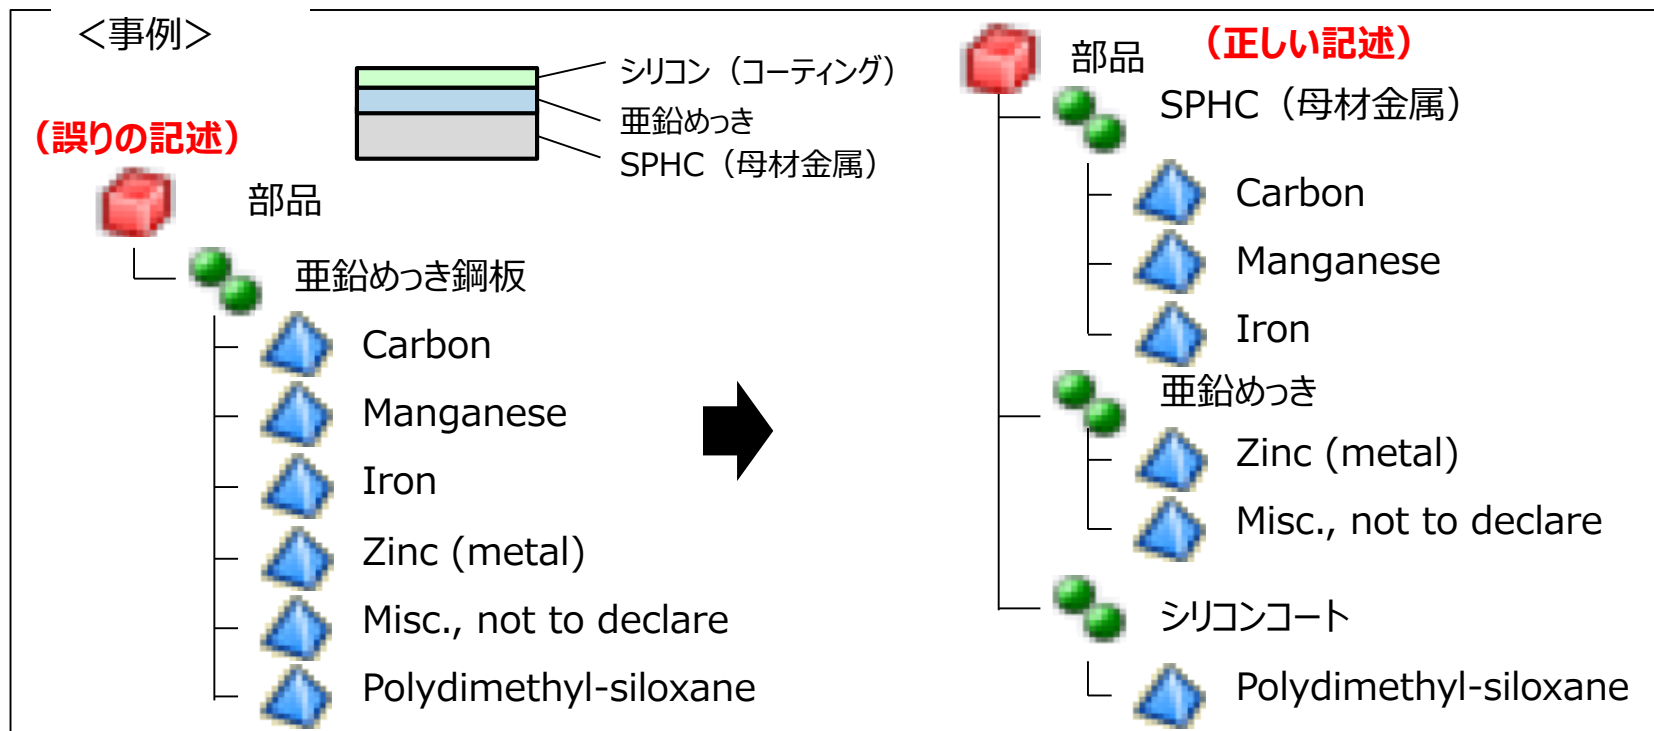 ＜事例＞
シリコン（コーティング）
亜鉛めっき
SPHC（母材金属）
（誤りの記述）
部品
亜鉛めっき鋼板
Carbon
Manganese
Iron
Zinc (metal)
Misc., not to declare
Polydimethyl-siloxane
（正しい記述）
部品
SPHC（母材金属）
Carbon
Manganese
Iron
亜鉛めっき
Zinc (metal)
Misc., not to declare
シリコンコート
Polydimethyl-siloxane